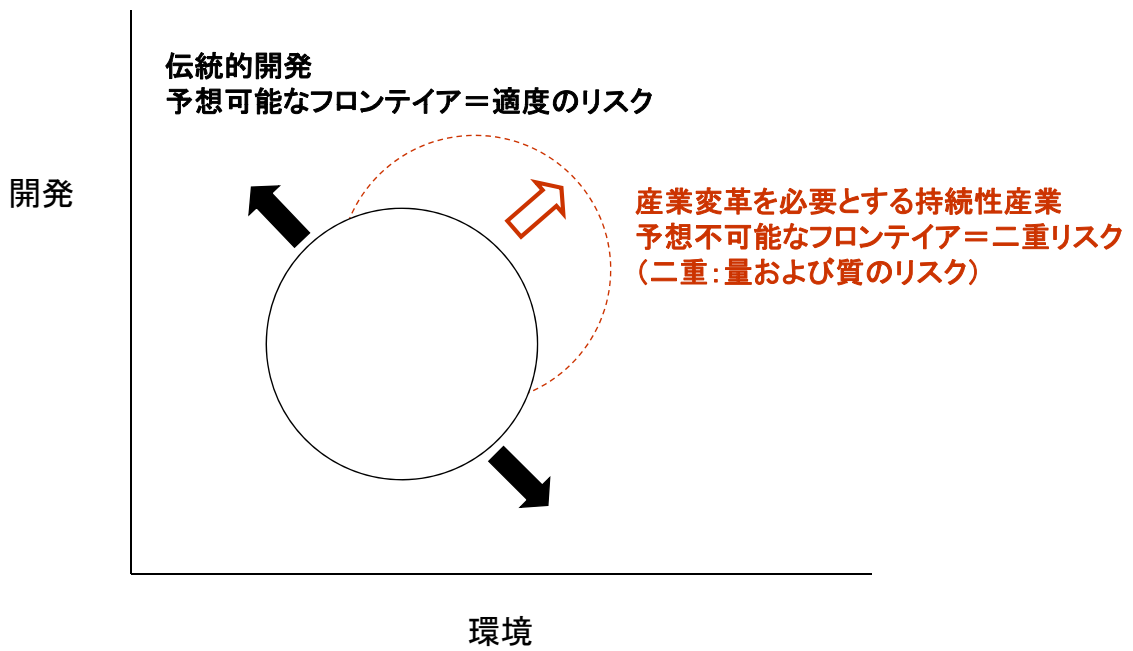 伝統的開発
予想可能なフロンテイア＝適度のリスク
開発
産業変革を必要とする持続性産業
予想不可能なフロンテイア＝二重リスク
（二重：量および質のリスク）
環境